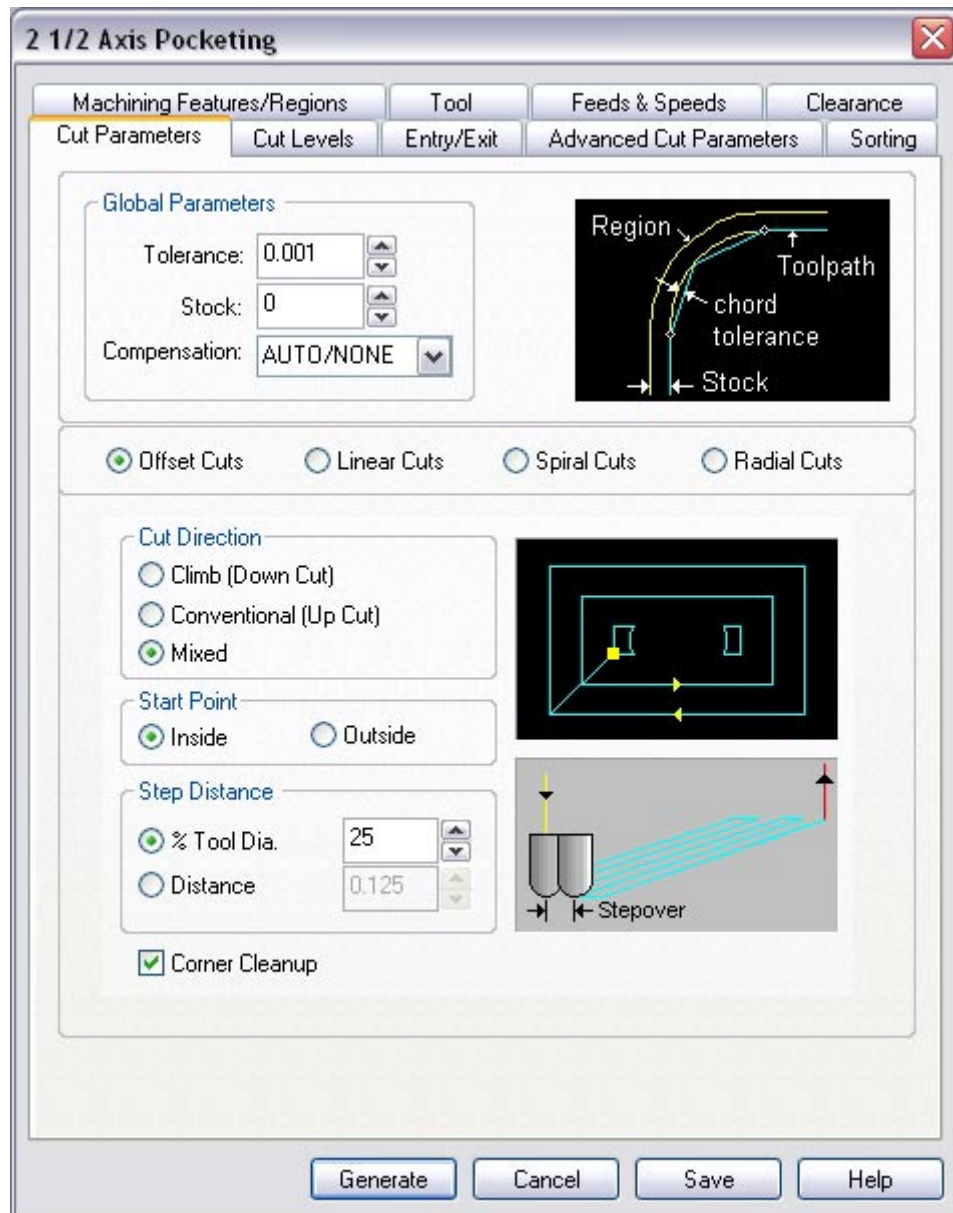 2 1/2 Axis Pocketing
Machining Features/Regions Tool Feeds & Speeds Clearance
Cut Parameters Cut Levels Entry/Exit Advanced Cut Parameters Sorting
Global Parameters
Tolerance: 0.001
Stock: 0
Compensation: AUTO/NONE
Region
Toolpath
chord
tolerance
Stock
Offset Cuts Linear Cuts Spiral Cuts Radial Cuts
Cut Direction
Climb (Down Cut)
Conventional (Up Cut)
Mixed
Start Point
Inside Outside
Step Distance
% Tool Dia. 25
Distance 0.125
Stepover
Corner Cleanup
Generate Cancel Save Help